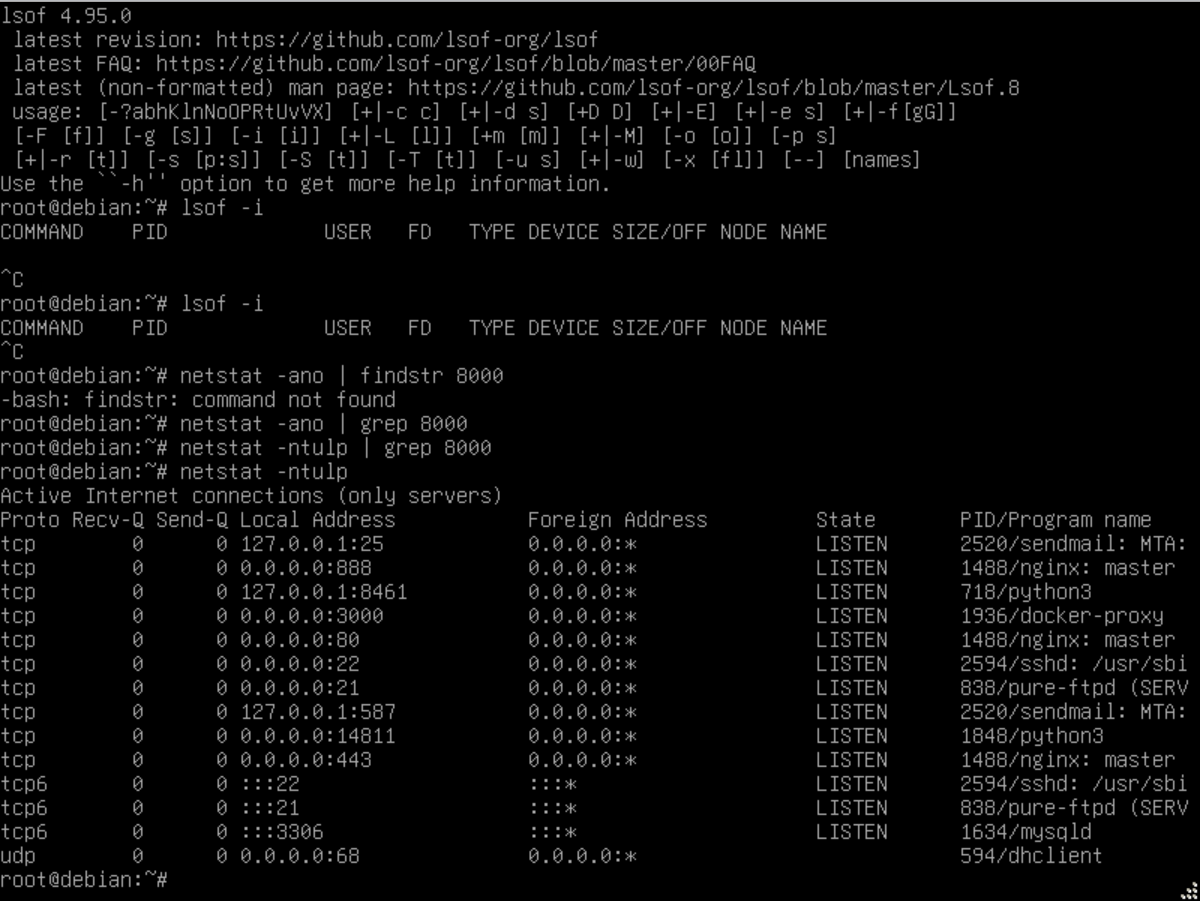 lsof 4.95.0
 latest revision: https://github.com/lsof-org/lsof
 latest FAQ: https://github.com/lsof-org/lsof/blob/master/00FAQ
 latest (non-formatted) man page: https://github.com/lsof-org/lsof/blob/master/Lsof.8
 usage: [-?abhKlnNoOPRtUvVX] [+|-c c] [+|-d s] [+D D] [+|-E] [+|-e s] [+|-f[gG]]
 [-F [f]] [-g [s]] [-i [i]] [+|-L [l]] [+m [m]] [+|-M] [-o [o]] [-p s]
 [+|-r [t]] [-s [p:s]] [-S [t]] [-T [t]] [-u s] [+|-w] [-x [fl]] [--] [names]
Use the ``-h'' option to get more help information.
root@debian:~# lsof -i
COMMAND    PID             USER   FD   TYPE DEVICE SIZE/OFF NODE NAME
^C
root@debian:~# lsof -i
COMMAND    PID             USER   FD   TYPE DEVICE SIZE/OFF NODE NAME
^C
root@debian:~# netstat -ano | findstr 8000
-bash: findstr: command not found
root@debian:~# netstat -ano | grep 8000
root@debian:~# netstat -ntulp | grep 8000
root@debian:~# netstat -ntulp
Active Internet connections (only servers)
Proto Recv-Q Send-Q Local Address           Foreign Address         State       PID/Program name
tcp        0      0 127.0.0.1:25            0.0.0.0:*               LISTEN      2520/sendmail: MTA:
tcp        0      0 0.0.0.0:888             0.0.0.0:*               LISTEN      1488/nginx: master
tcp        0      0 127.0.0.1:8461          0.0.0.0:*               LISTEN      718/python3
tcp        0      0 0.0.0.0:3000            0.0.0.0:*               LISTEN      1936/docker-proxy
tcp        0      0 0.0.0.0:80              0.0.0.0:*               LISTEN      1488/nginx: master
tcp        0      0 0.0.0.0:22              0.0.0.0:*               LISTEN      2594/sshd: /usr/sbi
tcp        0      0 0.0.0.0:21              0.0.0.0:*               LISTEN      838/pure-ftpd (SERV
tcp        0      0 127.0.0.1:587           0.0.0.0:*               LISTEN      2520/sendmail: MTA:
tcp        0      0 0.0.0.0:14811           0.0.0.0:*               LISTEN      1848/python3
tcp        0      0 0.0.0.0:443             0.0.0.0:*               LISTEN      1488/nginx: master
tcp6       0      0 :::22                   :::*                    LISTEN      2594/sshd: /usr/sbi
tcp6       0      0 :::21                   :::*                    LISTEN      838/pure-ftpd (SERV
tcp6       0      0 :::3306                 :::*                    LISTEN      1634/mysqld
udp        0      0 0.0.0.0:68              0.0.0.0:*                           594/dhclient
root@debian:~#